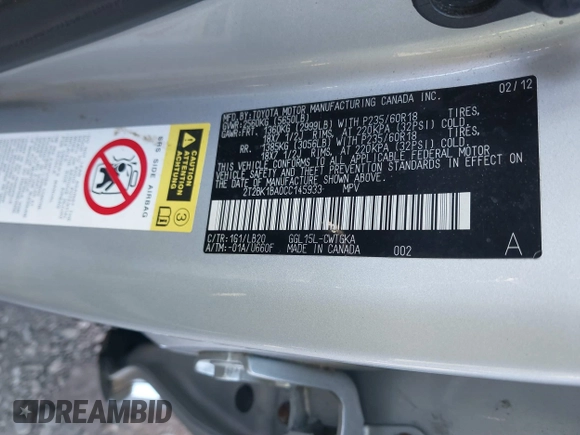 02/12
MFD. BY: TOYOTA MOTOR MANUFACTURING CANADA INC.
GVWR: 2560KG (5650LB)
GAWR: FRT. 1360KG (2999LB) WITH P235/60R18 TIRES,
18X7 1/2J RIMS, AT 220KPA (32PSI) COLD.
RR. 1385KG (3056LB) WITH P235/60R18 TIRES,
18X7 1/2J RIMS, AT 220KPA (32PSI) COLD.
THIS VEHICLE CONFORMS TO ALL APPLICABLE FEDERAL MOTOR
VEHICLE SAFETY AND THEFT PREVENTION STANDARDS IN EFFECT
ON THE DATE OF MANUFACTURE SHOWN ABOVE.
2T2BK1BA0CC145933 MPV
C/TR: 1G1/LB20 GGL15L-CWTGKA
A/TM: -01A/U660F MADE IN CANADA 002
A
SRS SIDE AIRBAG
CAUTION
ATTENTION
ACHTUNG
3
DREAMBID